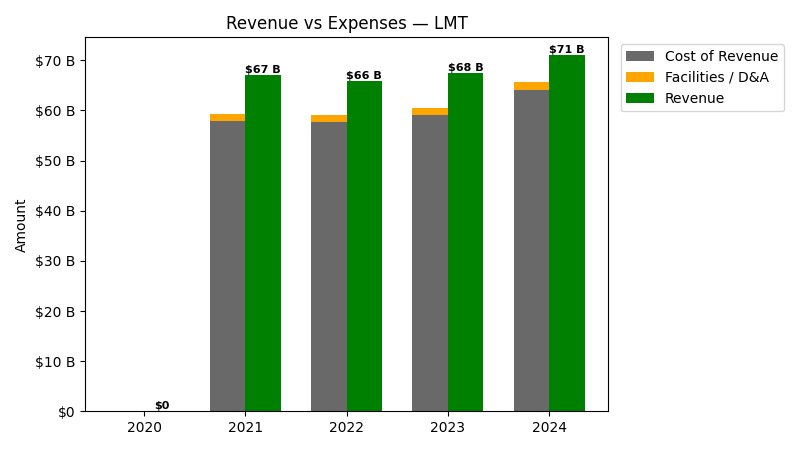 Revenue vs Expenses — LMT
Cost of Revenue
Facilities / D&A
Revenue
Amount
$70 B
$60 B
$50 B
$40 B
$30 B
$20 B
$10 B
$0
$0
$67 B
$66 B
$68 B
$71 B
2020
2021
2022
2023
2024